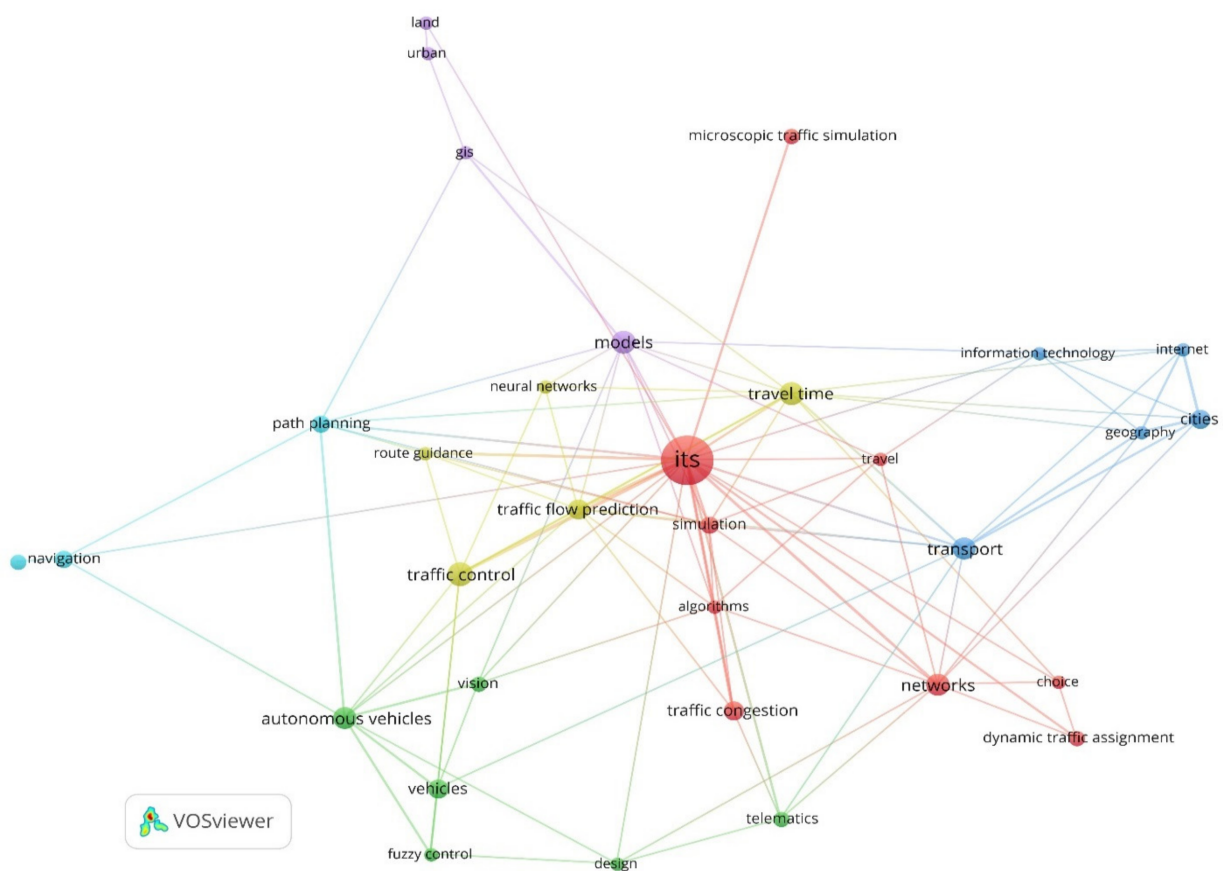 land
urban
microscopic traffic simulation
gis
models
information technology
internet
neural networks
travel time
path planning
cities
geography
route guidance
its
travel
traffic flow prediction
simulation
transport
navigation
traffic control
algorithms
vision
networks
choice
autonomous vehicles
traffic congestion
dynamic traffic assignment
vehicles
telematics
VOSviewer
fuzzy control
design